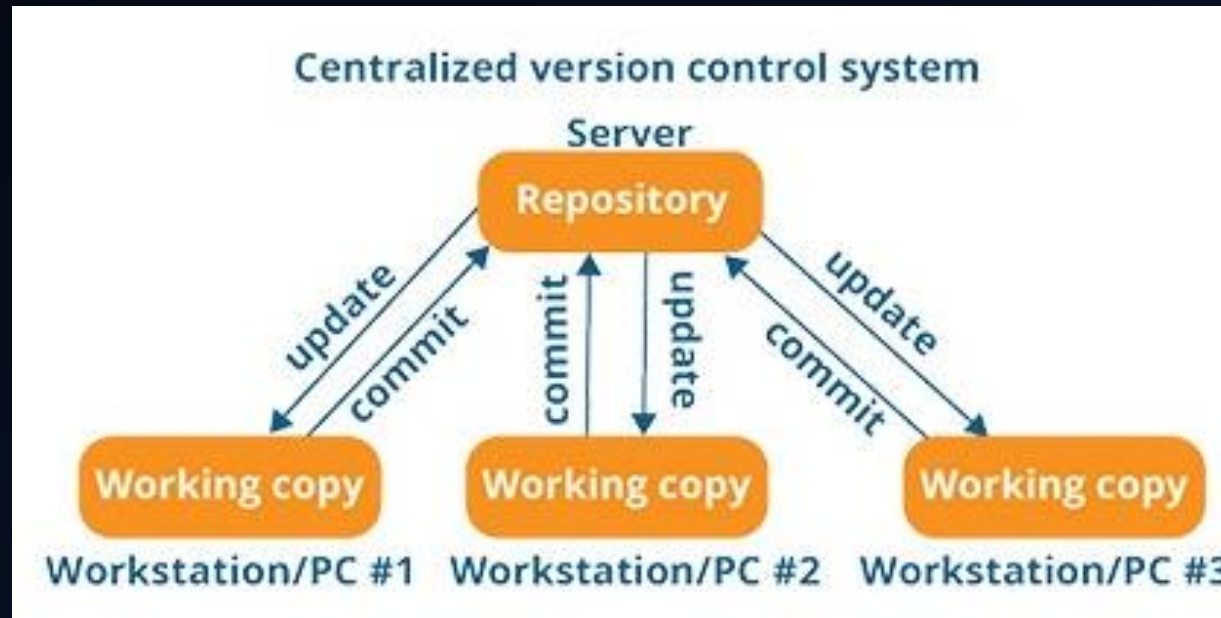 Centralized version control system
Server
Repository
update
commit
commit
update
update
commit
Working copy
Working copy
Working copy
Workstation/PC #1
Workstation/PC #2
Workstation/PC #3